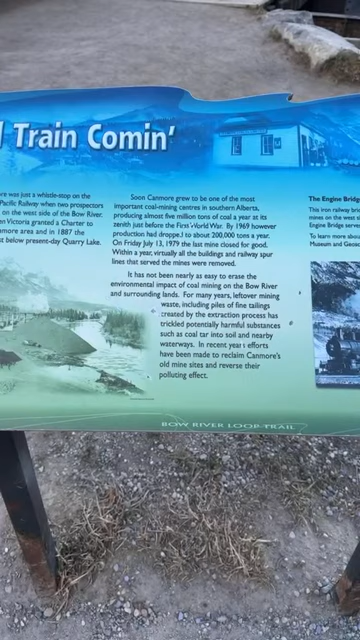 Train Comin'
ore was just a whistle-stop on the
Pacific Railway when two prospectors
on the west side of the Bow River.
en Victoria granted a Charter to
nmore area and in 1887 the
st below present-day Quarry Lake.
Soon Canmore grew to be one of the most
important coal-mining centres in southern Alberta,
producing almost five million tons of coal a year at its
zenith just before the First World War. By 1969 however
production had dropped to about 200,000 tons a year.
On Friday July 13, 1979 the last mine closed for good.
Within a year, virtually all the buildings and railway spur
lines that served the mines were removed.
It has not been nearly as easy to erase the
environmental impact of coal mining on the Bow River
and surrounding lands. For many years, leftover mining
waste, including piles of fine tailings
created by the extraction process has
trickled potentially harmful substances
such as coal tar into soil and nearby
waterways. In recent years efforts
have been made to reclaim Canmore's
old mine sites and reverse their
polluting effect.
The Engine Bridg
This iron railway brid
mines on the west si
Engine Bridge serve
To learn more abou
Museum and Geosc
BOW RIVER LOOP TRAIL